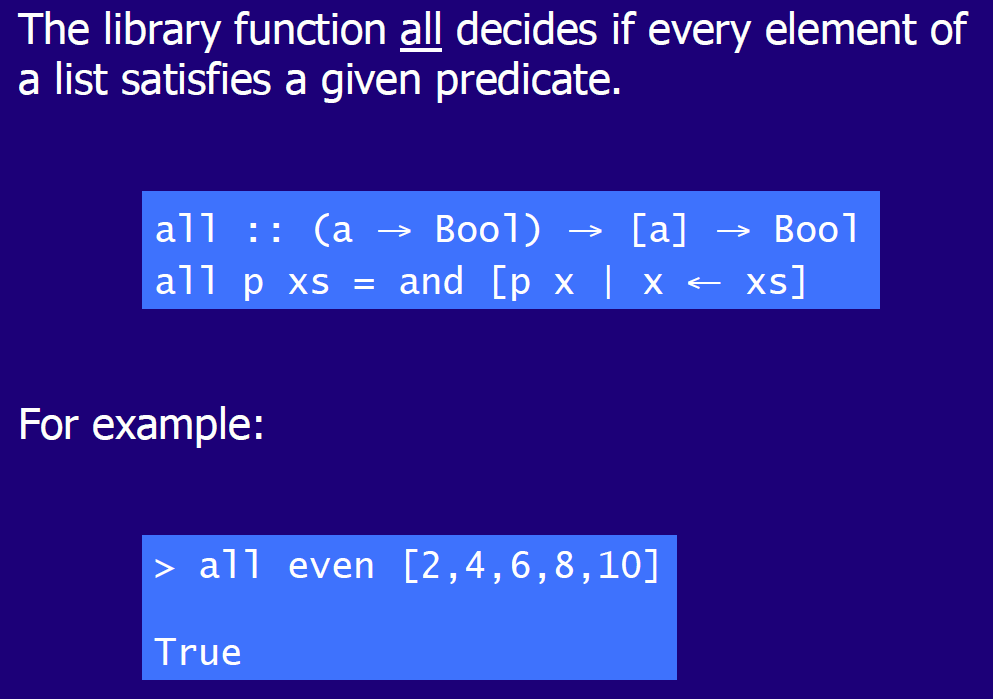 The library function all decides if every element of
a list satisfies a given predicate.
all :: (a → Bool) → [a] → Bool
all p xs = and [p x | x ← xs]
For example:
> all even [2,4,6,8,10]
True